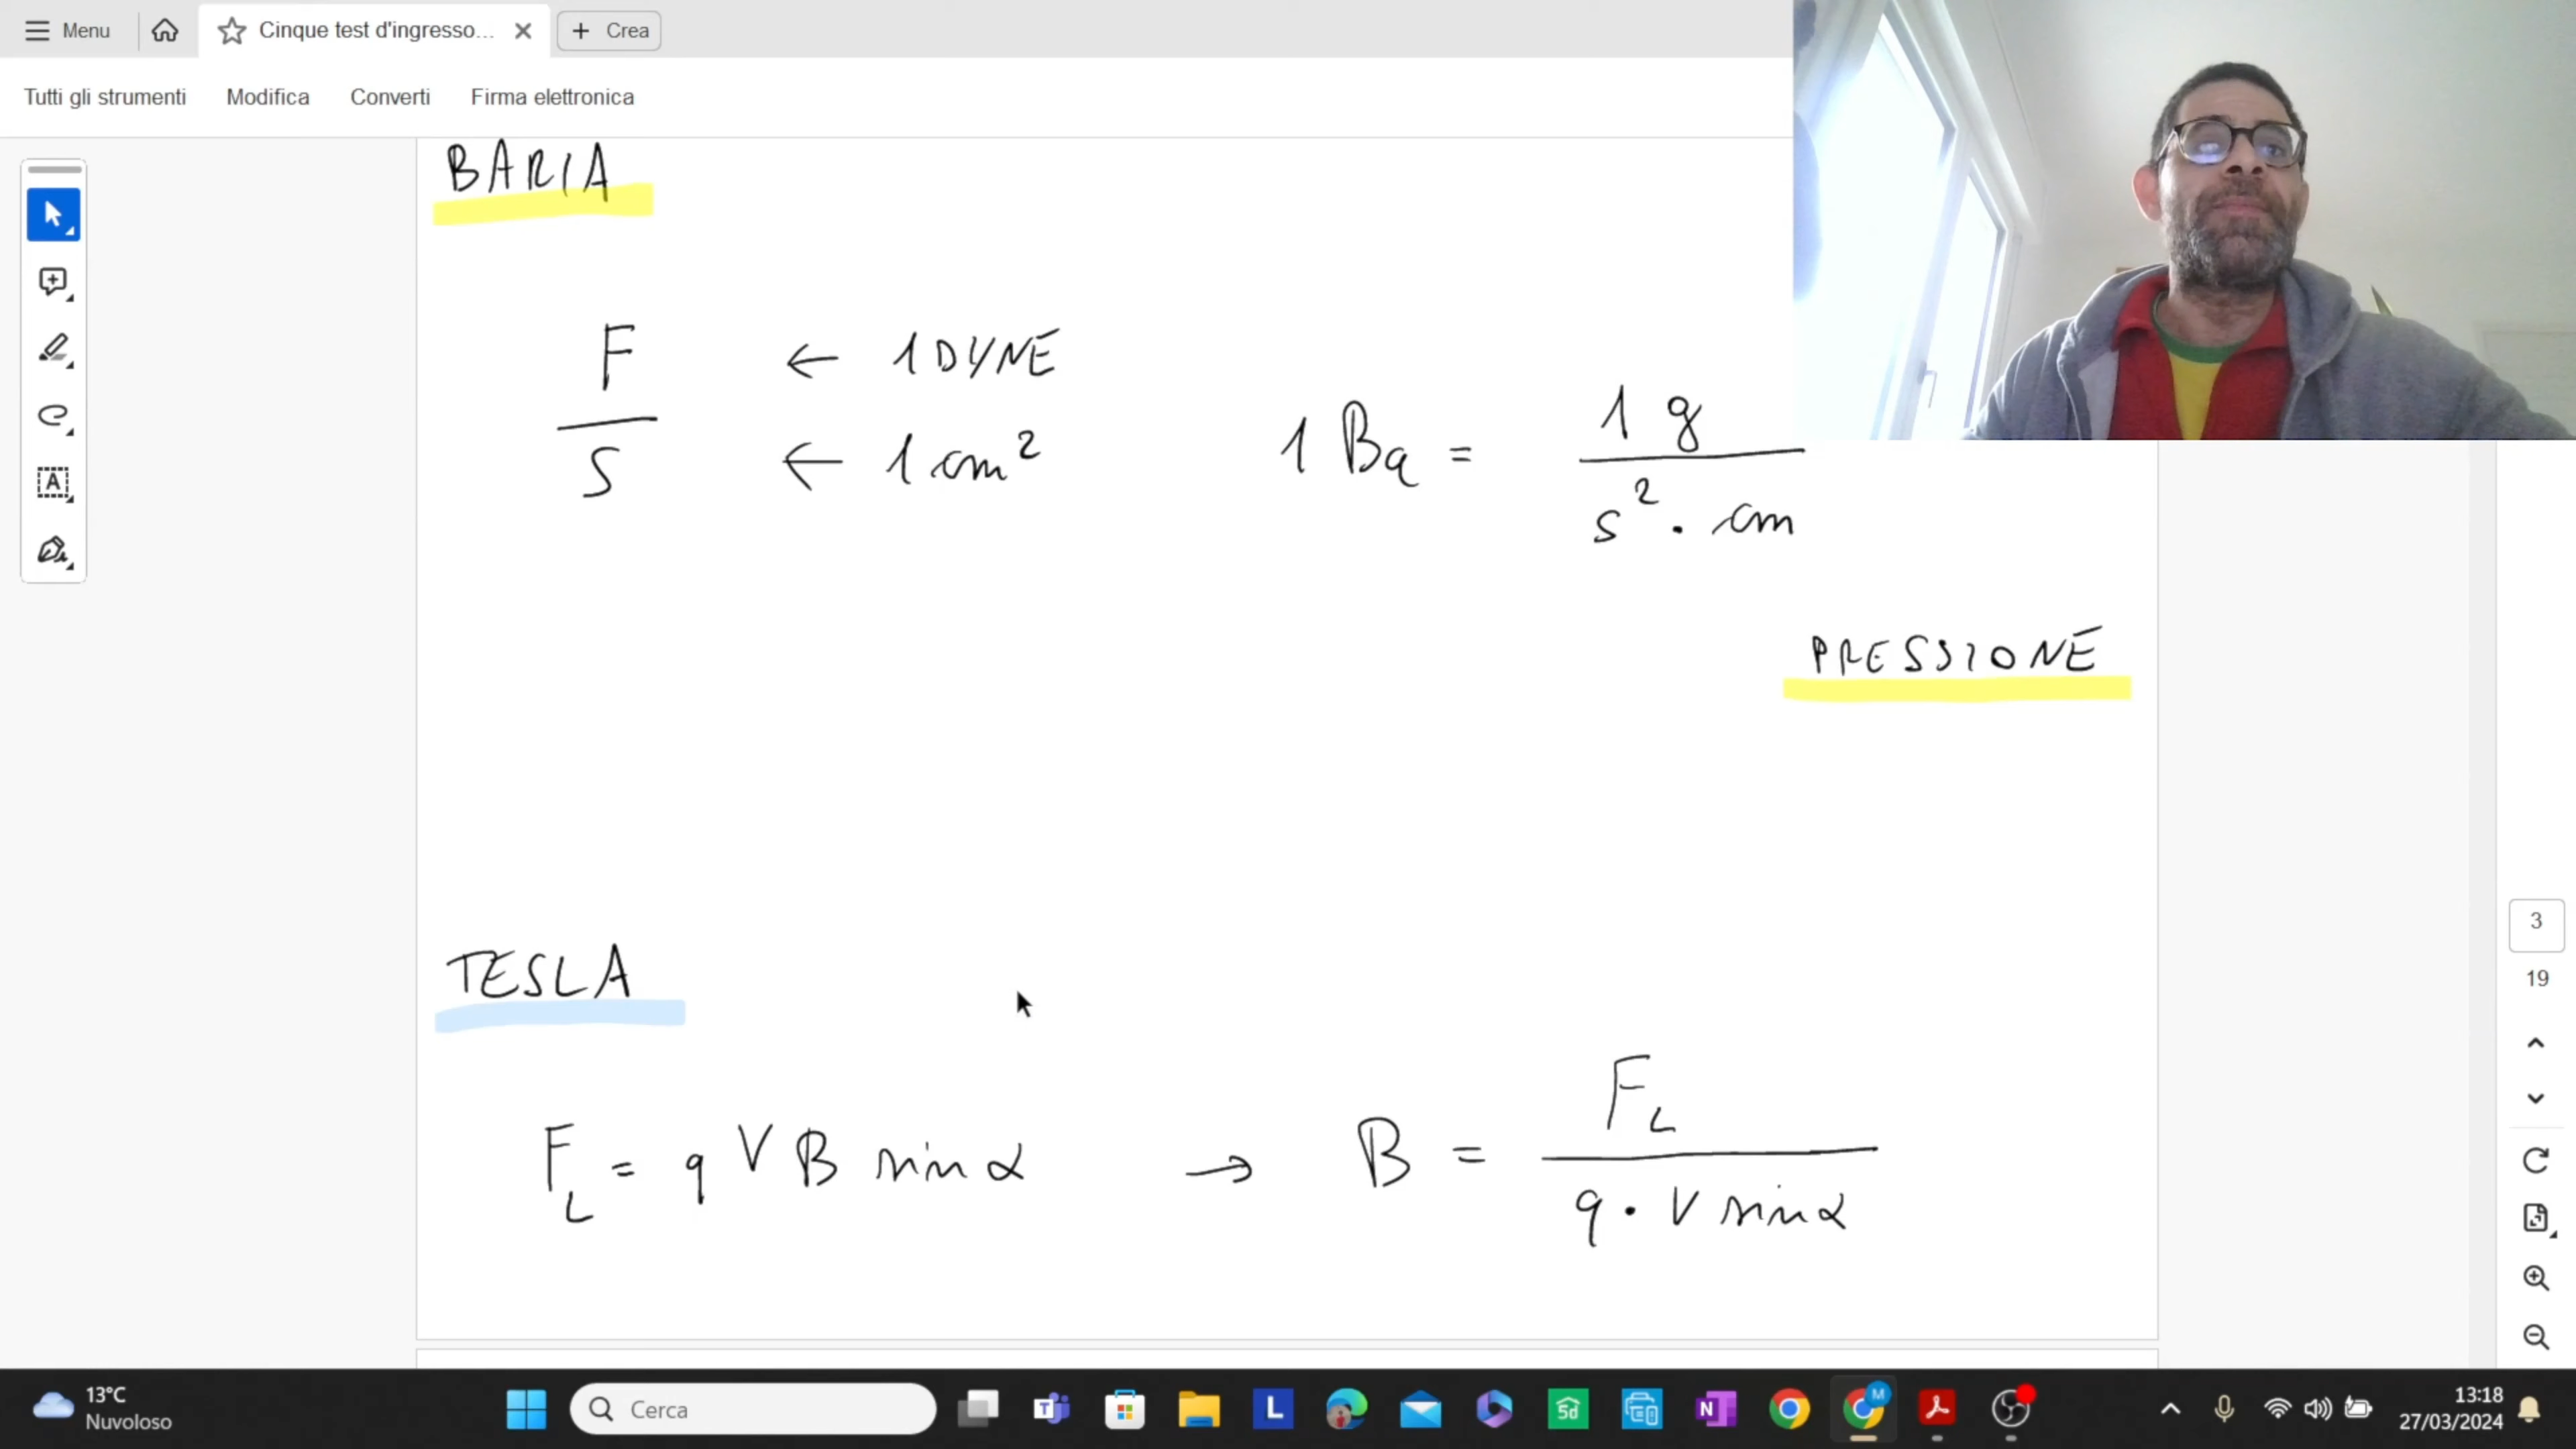 Menu
Cinque test d'ingresso...
Crea
Tutti gli strumenti
Modifica
Converti
Firma elettronica
BARIA
F ← 1 DYNE
S ← 1 cm²
1 Ba = 1 g / s² · cm
PRESSIONE
TESLA
F_L = q V B sin α → B = F_L / q · V sin α
3
19
13°C
Nuvoloso
Cerca
13:18
27/03/2024